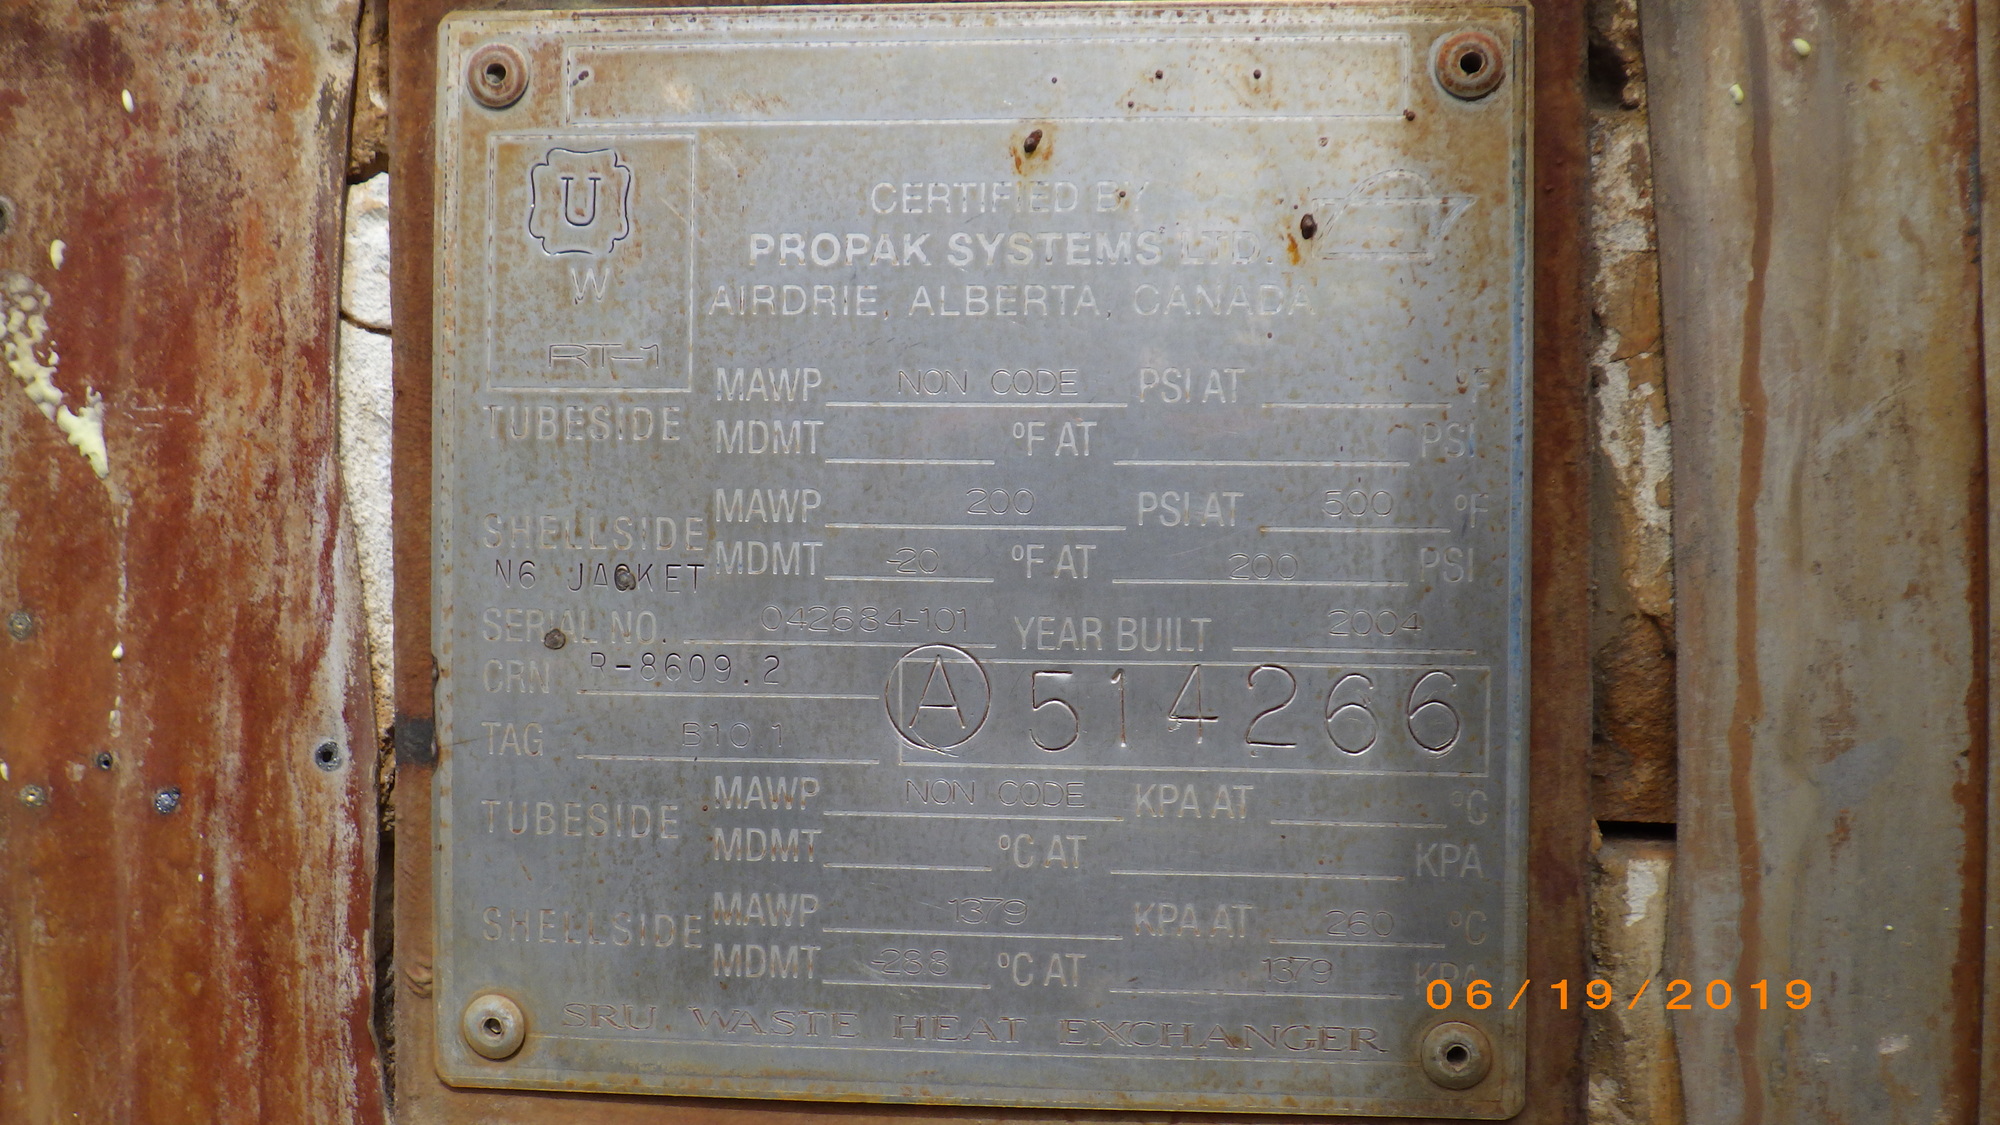 U
W
RT-1
CERTIFIED BY
PROPAK SYSTEMS LTD.
AIRDRIE, ALBERTA, CANADA
TUBESIDE
MAWP NON CODE PSI AT °F
MDMT °F AT PSI
SHELLSIDE
N6 JACKET
MAWP 200 PSI AT 500 °F
MDMT -20 °F AT 200 PSI
SERIAL NO. 042684-101 YEAR BUILT 2004
CRN R-8609.2
A 514266
TAG B10.1
TUBESIDE
MAWP NON CODE KPA AT °C
MDMT °C AT KPA
SHELLSIDE
MAWP 1379 KPA AT 260 °C
MDMT -288 °C AT 1379 KPA
SRU WASTE HEAT EXCHANGER
06/19/2019